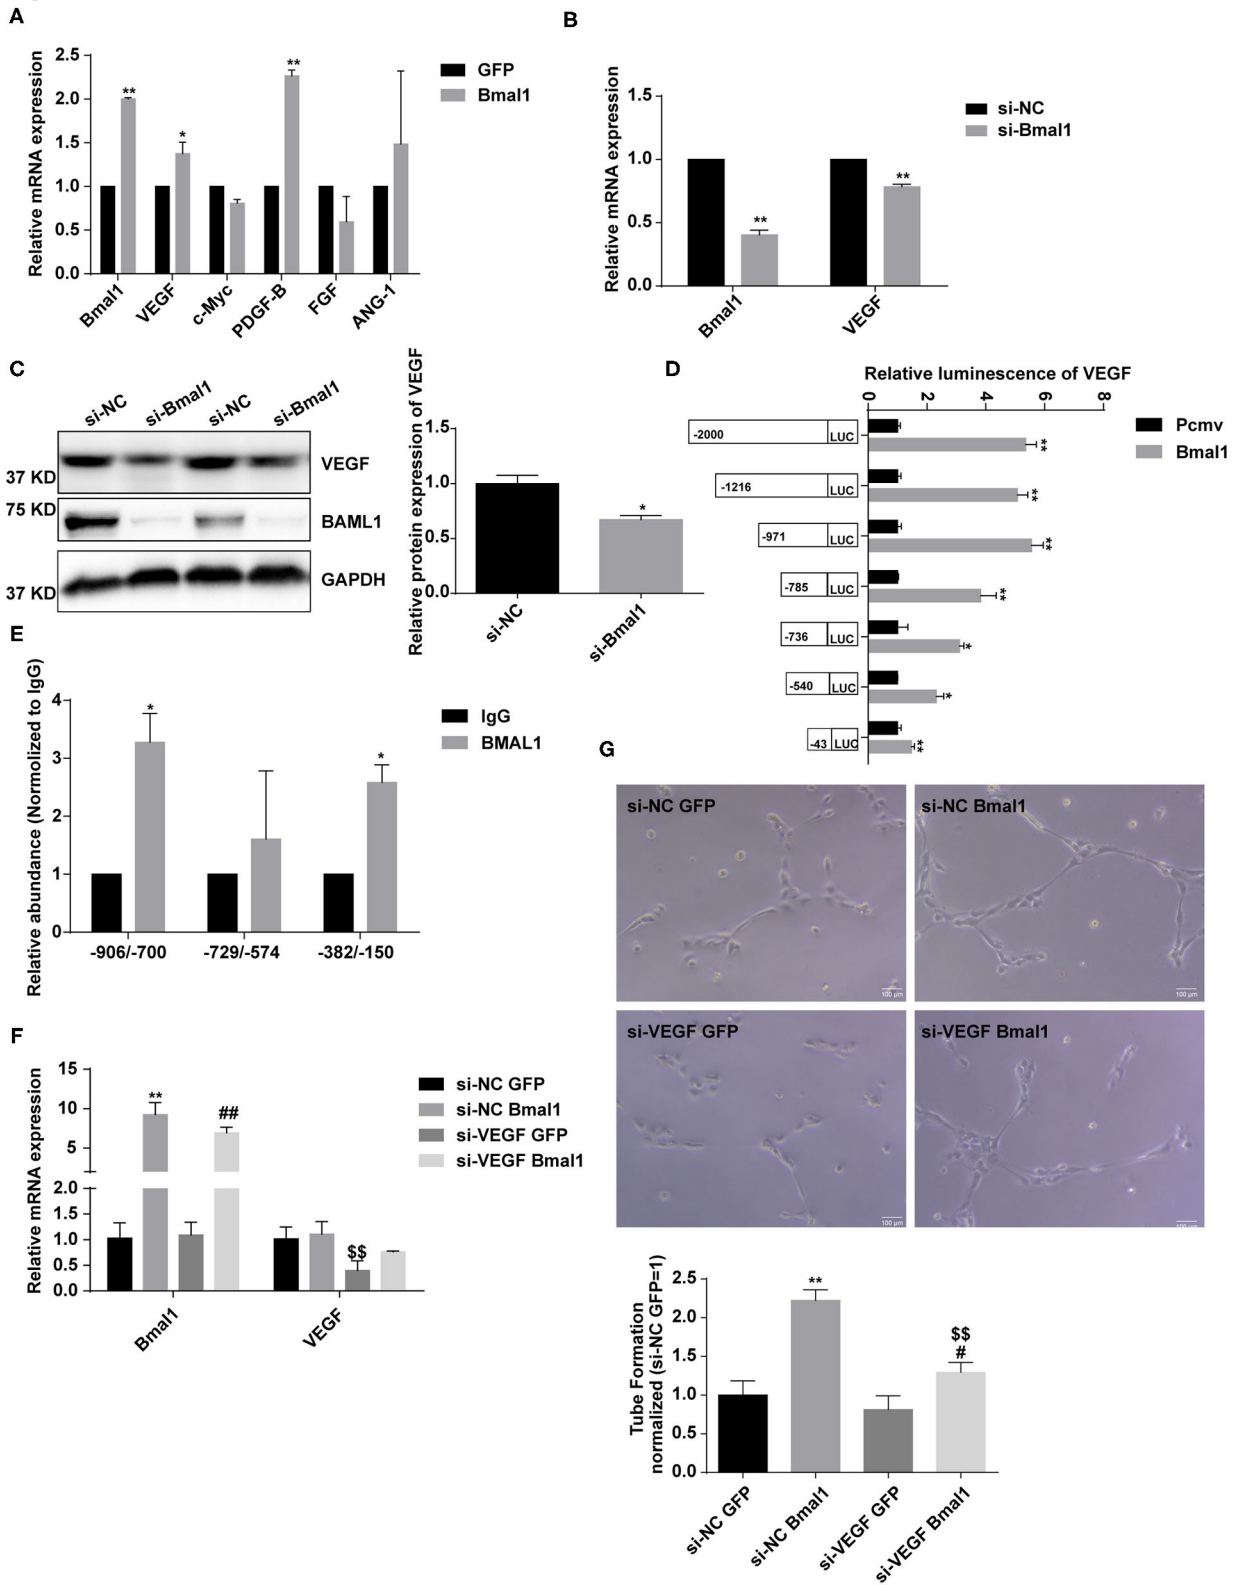 A
Relative mRNA expression
2.5
2.0
1.5
1.0
0.5
0.0
**
*
**
GFP
Bmal1
Bmal1
VEGF
c-Myc
PDGF-B
FGF
ANG-1
B
Relative mRNA expression
1.5
1.0
0.5
0.0
**
**
si-NC
si-Bmal1
Bmal1
VEGF
C
si-NC
si-Bmal1
si-NC
si-Bmal1
37 KD
VEGF
75 KD
BAML1
37 KD
GAPDH
Relative protein expression of VEGF
1.5
1.0
0.5
0.0
*
si-NC
si-Bmal1
D
Relative luminescence of VEGF
0
2
4
6
8
Pcmv
Bmal1
-2000
LUC
**
-1216
LUC
**
-971
LUC
**
-785
LUC
**
-736
LUC
*
-540
LUC
*
-43
LUC
**
E
Relative abundance (Normolized to IgG)
4
3
2
1
0
*
*
IgG
BMAL1
-906/-700
-729/-574
-382/-150
F
Relative mRNA expression
15
10
5
2.0
1.5
1.0
0.5
0.0
**
##
$$
si-NC GFP
si-NC Bmal1
si-VEGF GFP
si-VEGF Bmal1
Bmal1
VEGF
G
si-NC GFP
100 μm
si-NC Bmal1
100 μm
si-VEGF GFP
100 μm
si-VEGF Bmal1
100 μm
Tube Formation
normalized (si-NC GFP=1)
2.5
2.0
1.5
1.0
0.5
0.0
**
$$
#
si-NC GFP
si-NC Bmal1
si-VEGF GFP
si-VEGF Bmal1